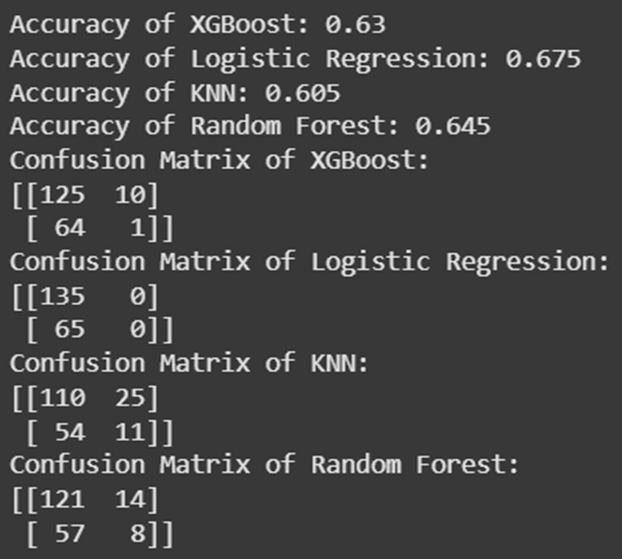 Accuracy of XGBoost: 0.63
Accuracy of Logistic Regression: 0.675
Accuracy of KNN: 0.605
Accuracy of Random Forest: 0.645
Confusion Matrix of XGBoost:
[[125  10]
 [ 64   1]]
Confusion Matrix of Logistic Regression:
[[135   0]
 [ 65   0]]
Confusion Matrix of KNN:
[[110  25]
 [ 54  11]]
Confusion Matrix of Random Forest:
[[121  14]
 [ 57   8]]